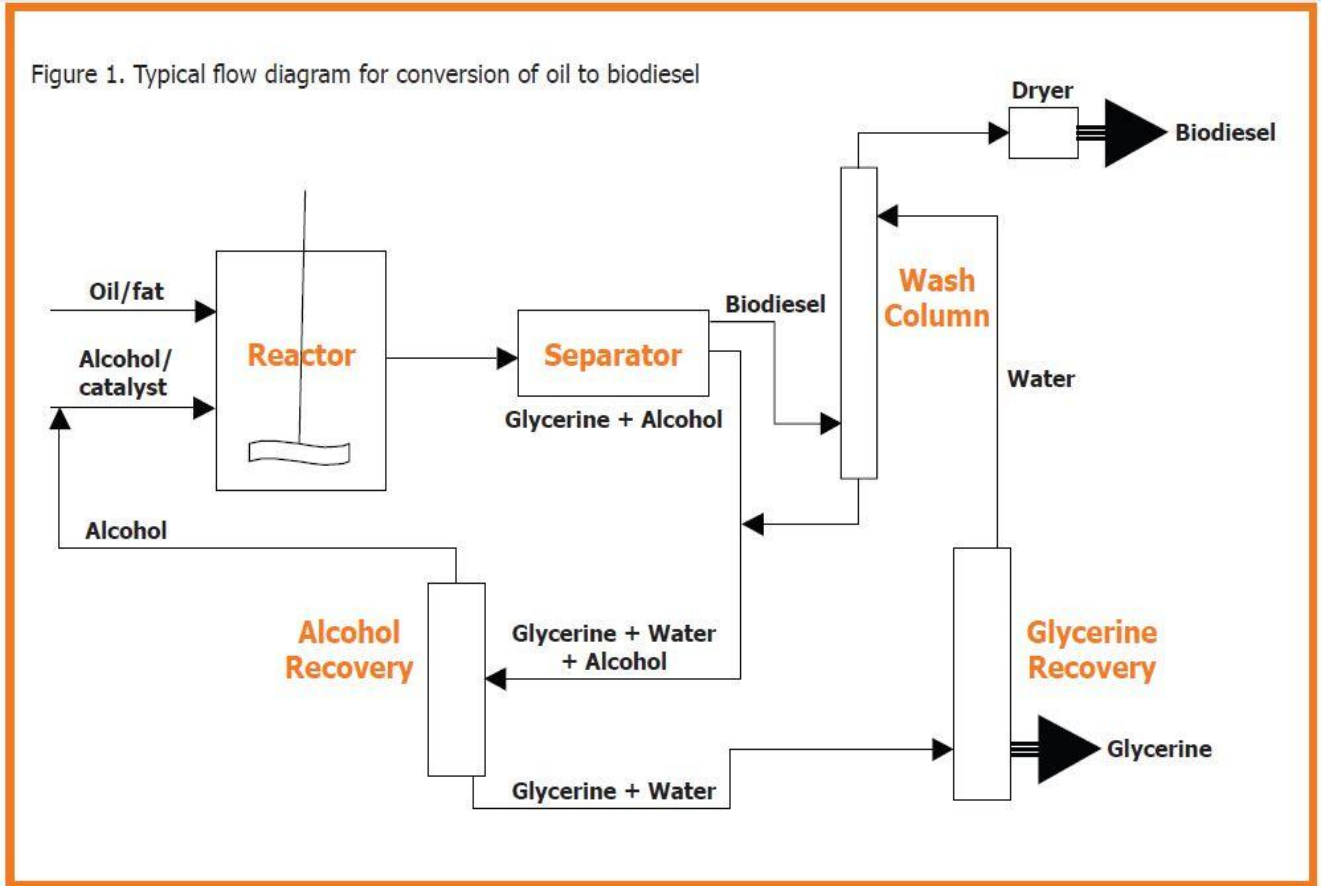 Figure 1. Typical flow diagram for conversion of oil to biodiesel
Dryer
Biodiesel
Oil/fat
Alcohol/
catalyst
Reactor
Separator
Biodiesel
Wash
Column
Glycerine + Alcohol
Water
Alcohol
Alcohol
Recovery
Glycerine + Water
+ Alcohol
Glycerine
Recovery
Glycerine
Glycerine + Water